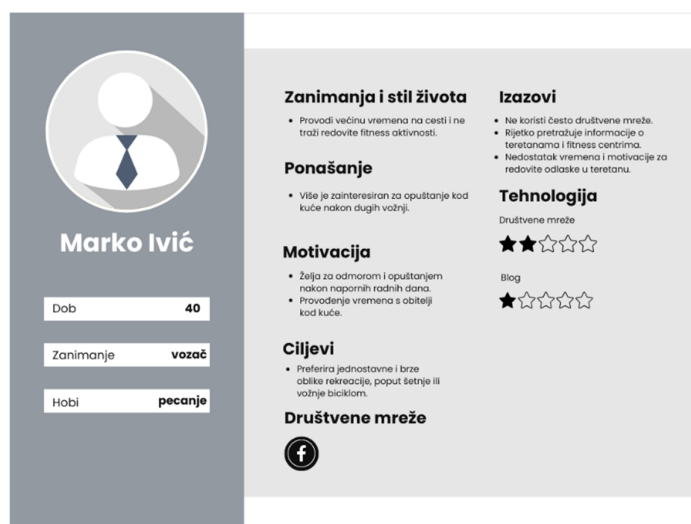 Marko Ivić
Dob 40
Zanimanje vozač
Hobi pecanje
Zanimanja i stil života
• Provodi većinu vremena na cesti i ne
traži redovite fitness aktivnosti.
Ponašanje
• Više je zainteresiran za opuštanje kod
kuće nakon dugih vožnji.
Motivacija
• Želja za odmorom i opuštanjem
nakon napornih radnih dana.
• Provođenje vremena s obitelji
kod kuće.
Ciljevi
• Preferira jednostavne i brze
oblike rekreacije, poput šetnje ili
vožnje biciklom.
Društvene mreže
Izazovi
• Ne koristi često društvene mreže.
• Rijetko pretražuje informacije o
teretanama i fitness centrima.
• Nedostatak vremena i motivacije za
redovite odlaske u teretanu.
Tehnologija
Društvene mreže
Blog